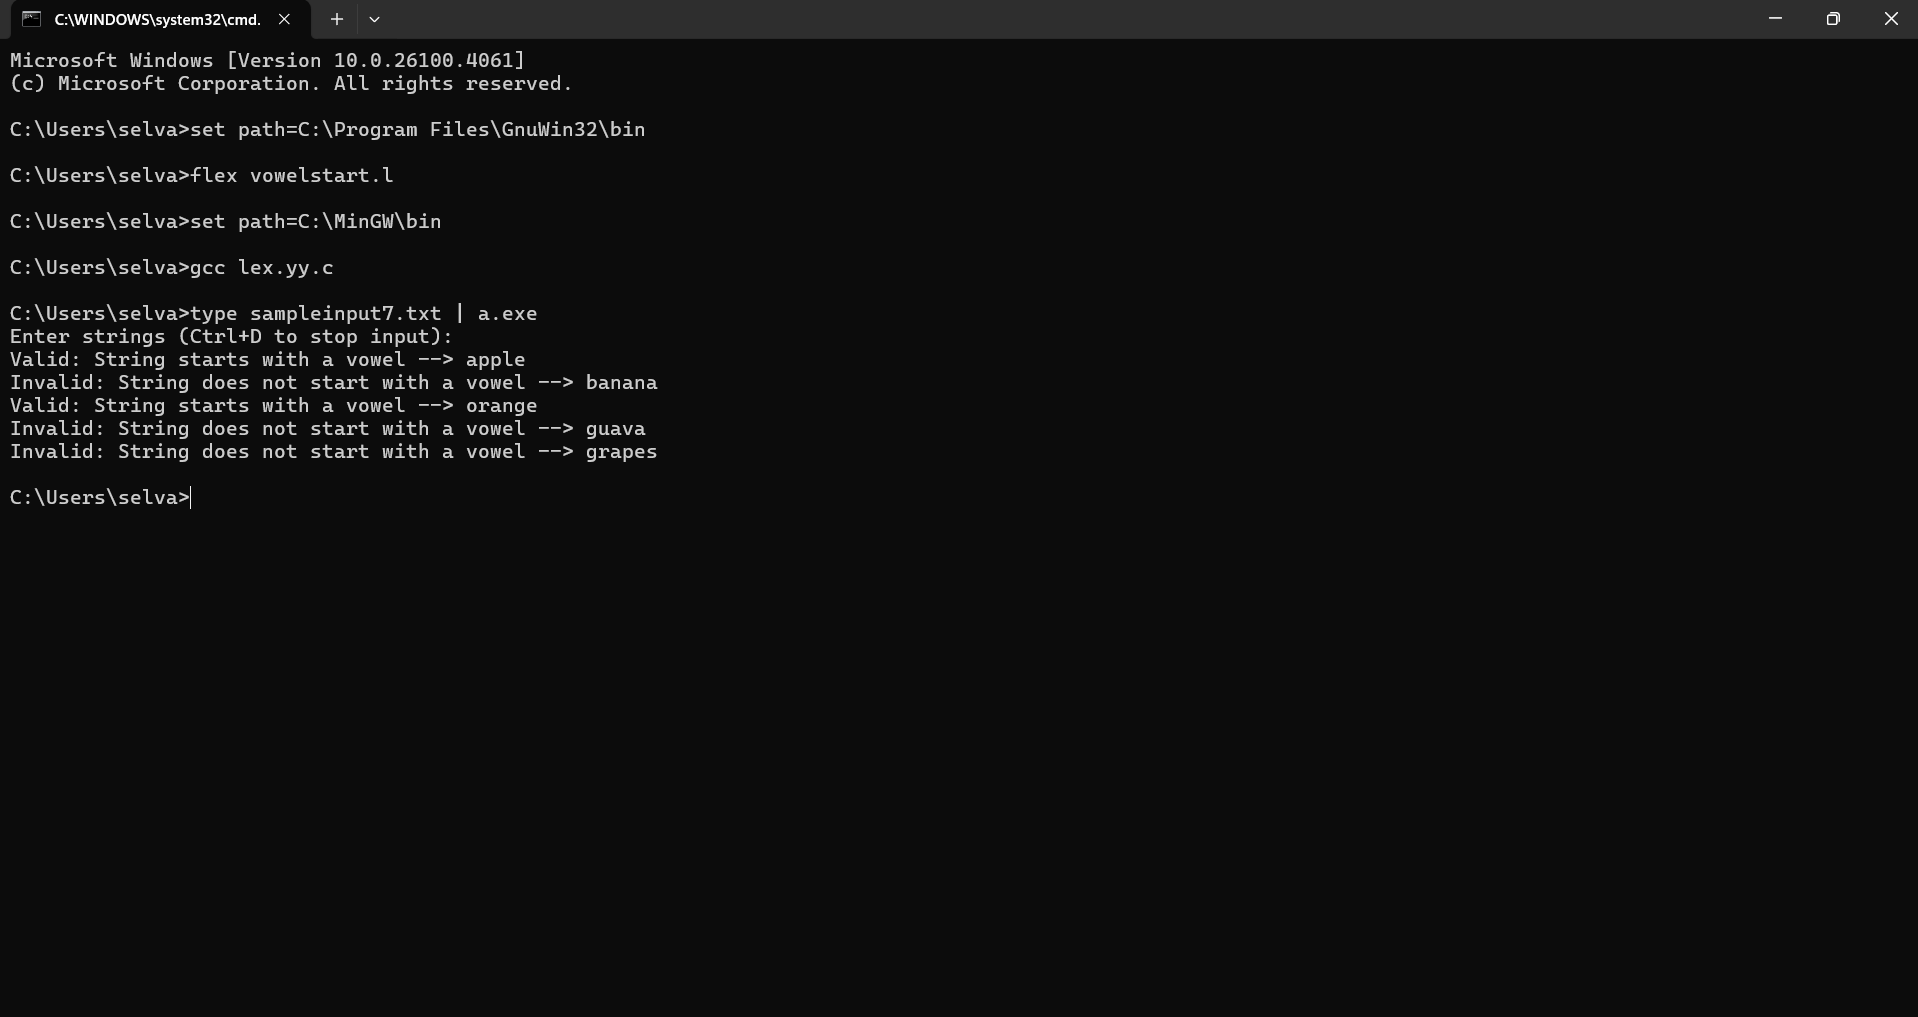 C:\WINDOWS\system32\cmd.
Microsoft Windows [Version 10.0.26100.4061]
(c) Microsoft Corporation. All rights reserved.
C:\Users\selva>set path=C:\Program Files\GnuWin32\bin
C:\Users\selva>flex vowelstart.l
C:\Users\selva>set path=C:\MinGW\bin
C:\Users\selva>gcc lex.yy.c
C:\Users\selva>type sampleinput7.txt | a.exe
Enter strings (Ctrl+D to stop input):
Valid: String starts with a vowel --> apple
Invalid: String does not start with a vowel --> banana
Valid: String starts with a vowel --> orange
Invalid: String does not start with a vowel --> guava
Invalid: String does not start with a vowel --> grapes
C:\Users\selva>